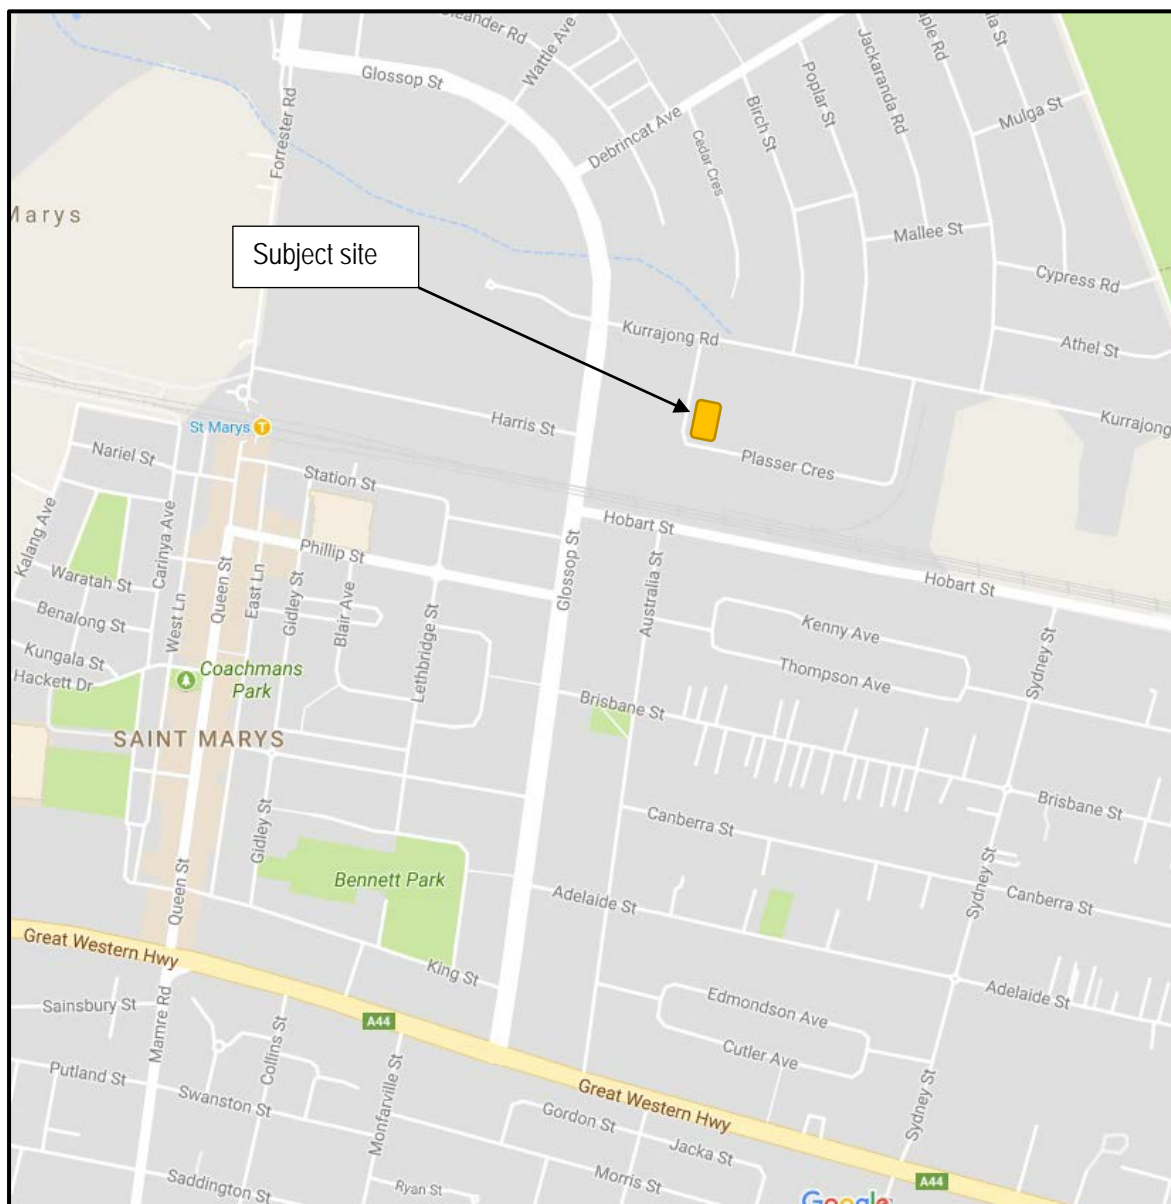 Oleander Rd
Wattle Ave
Glossop St
Forrester Rd
Debrincat Ave
Cedar Cres
Birch St
Poplar St
Jackaranda Rd
Mulga St
Marys
Mallee St
Cypress Rd
Subject site
Kurrajong Rd
Athel St
Kurrajong
Harris St
St Marys
T
Plasser Cres
Nariel St
Station St
Hobart St
Kalang Ave
Carinya Ave
Queen St
East Ln
Phillip St
Gidley St
Blair Ave
Glossop St
Australia St
Hobart St
Waratah St
Benalong St
West Ln
Lethbridge St
Kenny Ave
Sydney St
Kungala St
Hackett Dr
Coachmans
Park
Thompson Ave
Brisbane St
SAINT MARYS
Brisbane St
Gidley St
Canberra St
Bennett Park
Queen St
Adelaide St
Sydney St
Canberra St
Great Western Hwy
King St
Adelaide St
Sainsbury St
Mamre Rd
Collins St
A44
Edmondson Ave
Cutler Ave
Putland St
Swanston St
Monfarville St
Great Western Hwy
Gordon St
Jacka St
Sydney St
Saddington St
Ryan St
Morris St
A44
Google